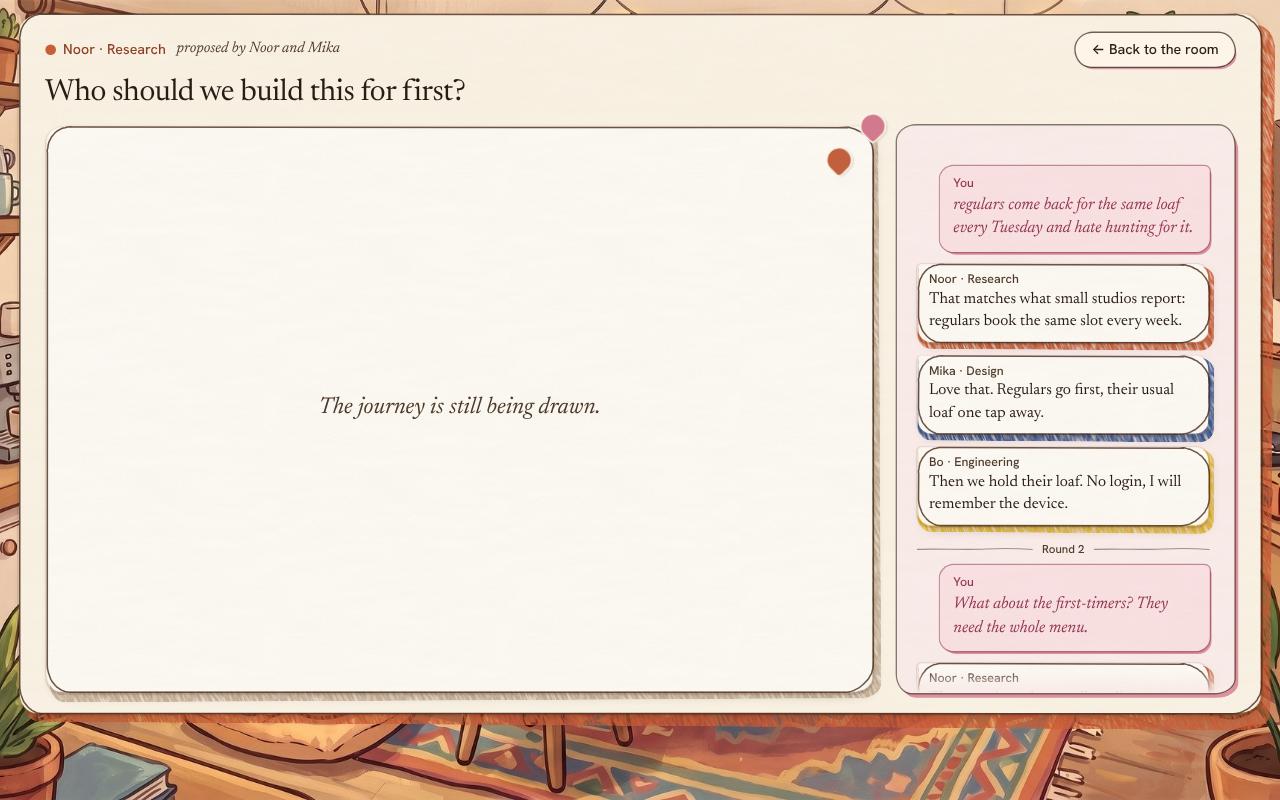 Noor · Research proposed by Noor and Mika
← Back to the room
Who should we build this for first?
The journey is still being drawn.
You
regulars come back for the same loaf
every Tuesday and hate hunting for it.
Noor · Research
That matches what small studios report:
regulars book the same slot every week.
Mika · Design
Love that. Regulars go first, their usual
loaf one tap away.
Bo · Engineering
Then we hold their loaf. No login, I will
remember the device.
Round 2
You
What about the first-timers? They
need the whole menu.
Noor · Research